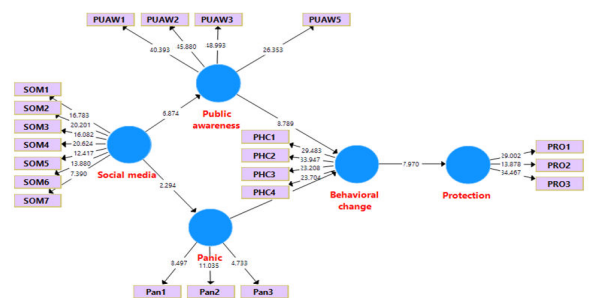 PUAW1 PUAW2 PUAW3 PUAW5
40.393 45.880 48.993 26.353
SOM1
SOM2
SOM3
SOM4
SOM5
SOM6
SOM7
16.783
20.201
16.082
20.624
12.417
13.880
7.390
Social media
6.874
2.294
Public
awareness
8.789
PHC1
PHC2
PHC3
PHC4
29.483
13.947
23.208
23.704
Behavioral
change
7.970
Protection
39.002
13.878
34.467
PRO1
PRO2
PRO3
Panic
8.497 11.035 4.733
Pan1 Pan2 Pan3